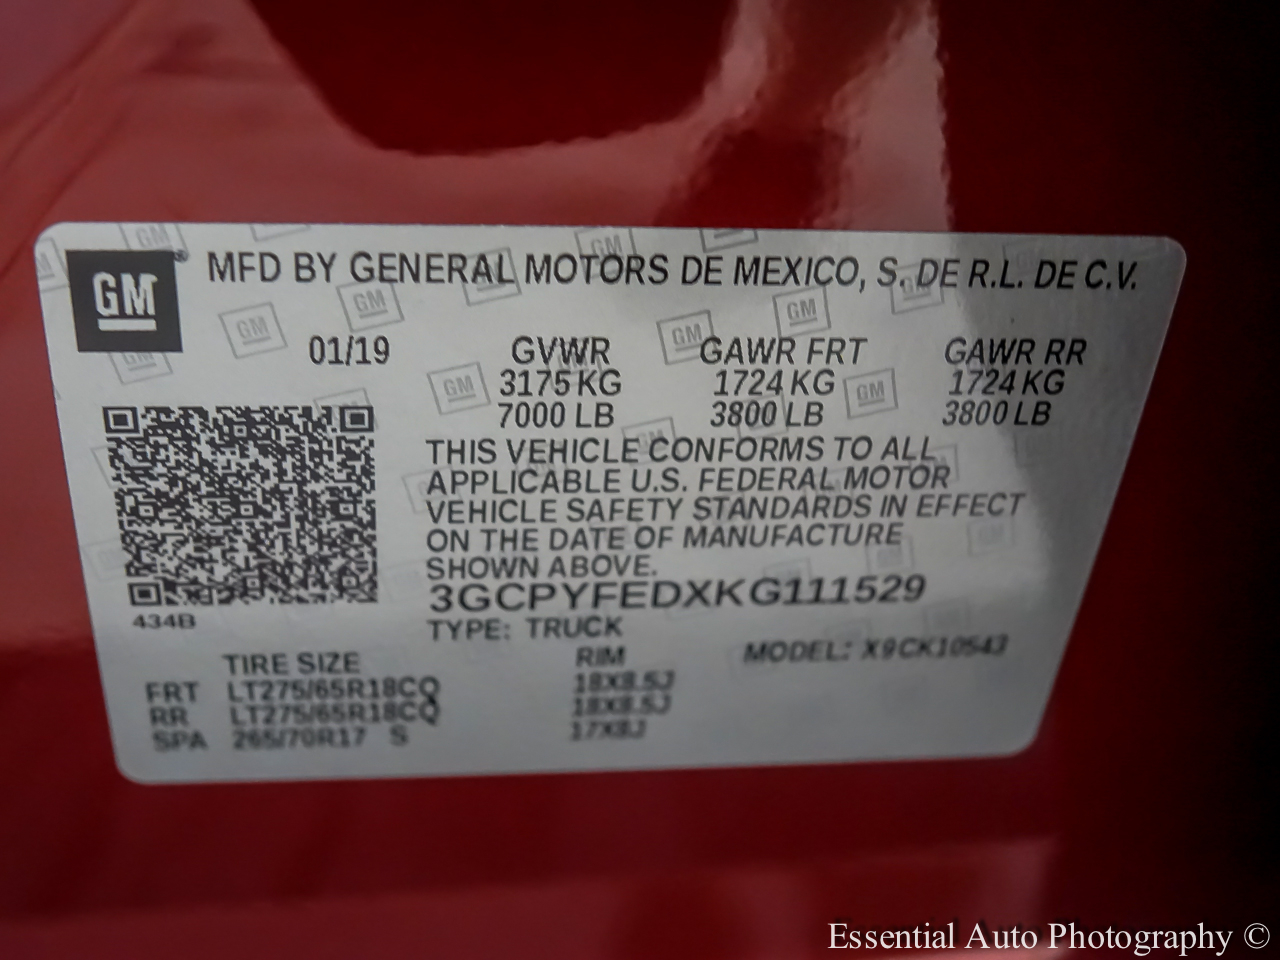 GM
MFD BY GENERAL MOTORS DE MEXICO, S. DE R.L. DE C.V.
01/19 GVWR GAWR FRT GAWR RR
3175 KG 1724 KG 1724 KG
7000 LB 3800 LB 3800 LB
THIS VEHICLE CONFORMS TO ALL
APPLICABLE U.S. FEDERAL MOTOR
VEHICLE SAFETY STANDARDS IN EFFECT
ON THE DATE OF MANUFACTURE
SHOWN ABOVE.
3GCPYFEDXKG111529
434B
TYPE: TRUCK
MODEL: X9CK10543
TIRE SIZE RIM
FRT LT275/65R18CQ 18X8.5J
RR LT275/65R18CQ 18X8.5J
SPA 265/70R17 S 17X8J
Essential Auto Photography ©